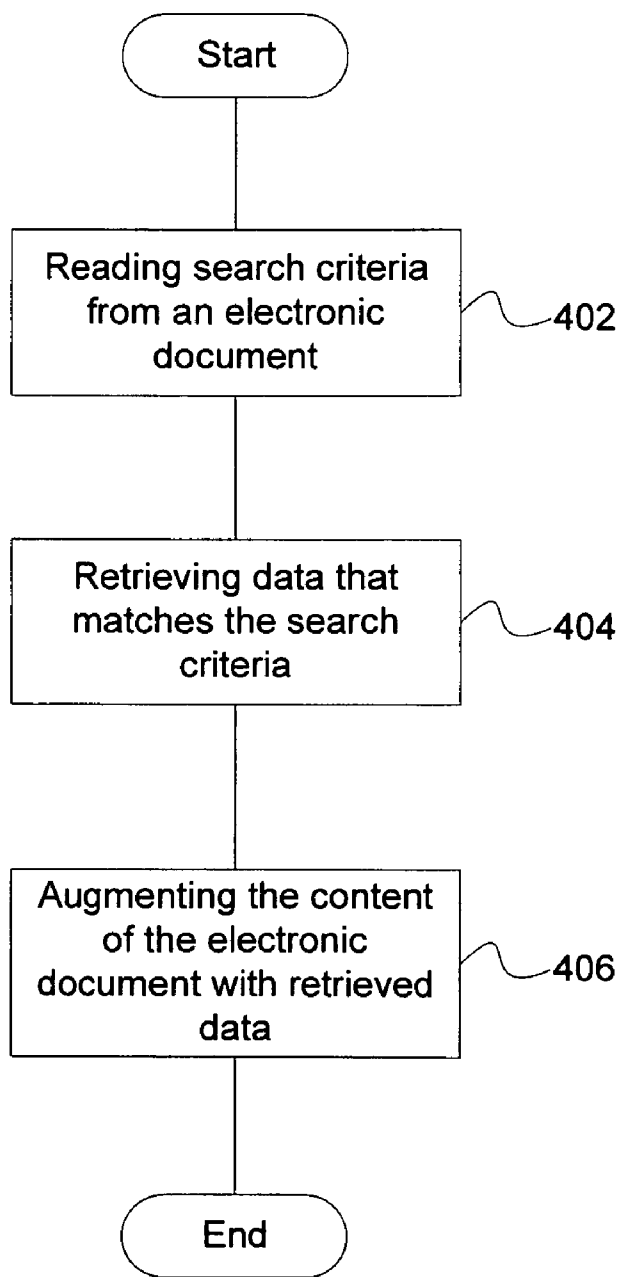 Start
Reading search criteria
from an electronic
document
402
Retrieving data that
matches the search
criteria
404
Augmenting the content
of the electronic
document with retrieved
data
406
End